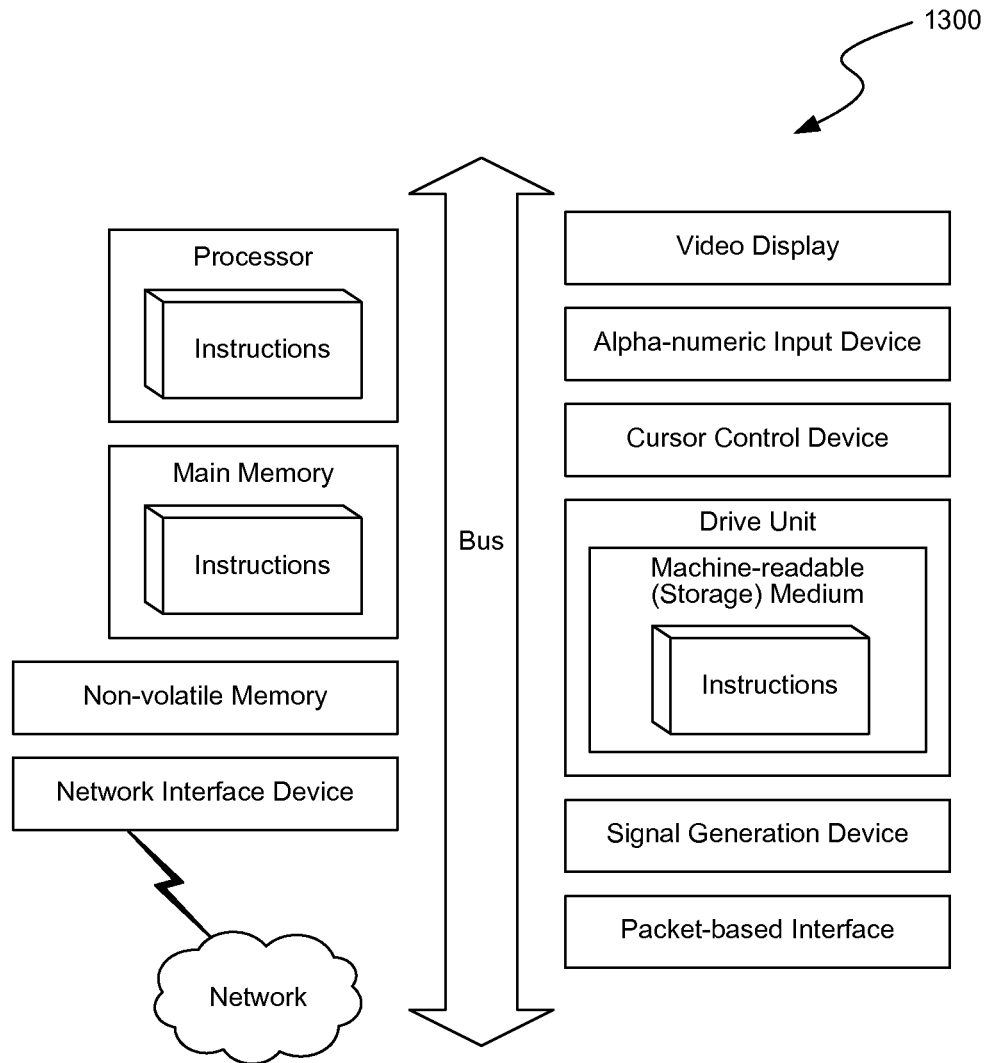 1300
Processor
Instructions
Main Memory
Instructions
Non-volatile Memory
Network Interface Device
Network
Bus
Video Display
Alpha-numeric Input Device
Cursor Control Device
Drive Unit
Machine-readable
(Storage) Medium
Instructions
Signal Generation Device
Packet-based Interface